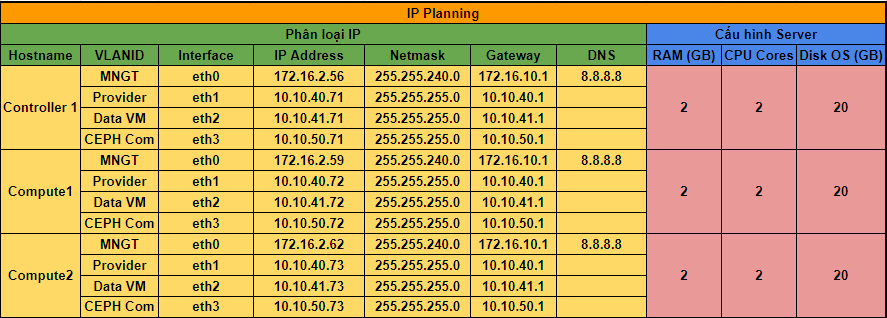 IP Planning
Phân loại IP Cấu hình Server
Hostname VLANID Interface IP Address Netmask Gateway DNS RAM (GB) CPU Cores Disk OS (GB)
Controller 1 MNGT eth0 172.16.2.56 255.255.240.0 172.16.10.1 8.8.8.8 2 2 20
Provider eth1 10.10.40.71 255.255.255.0 10.10.40.1
Data VM eth2 10.10.41.71 255.255.255.0 10.10.41.1
CEPH Com eth3 10.10.50.71 255.255.255.0 10.10.50.1
Compute1 MNGT eth0 172.16.2.59 255.255.240.0 172.16.10.1 8.8.8.8 2 2 20
Provider eth1 10.10.40.72 255.255.255.0 10.10.40.1
Data VM eth2 10.10.41.72 255.255.255.0 10.10.41.1
CEPH Com eth3 10.10.50.72 255.255.255.0 10.10.50.1
Compute2 MNGT eth0 172.16.2.62 255.255.240.0 172.16.10.1 8.8.8.8 2 2 20
Provider eth1 10.10.40.73 255.255.255.0 10.10.40.1
Data VM eth2 10.10.41.73 255.255.255.0 10.10.41.1
CEPH Com eth3 10.10.50.73 255.255.255.0 10.10.50.1